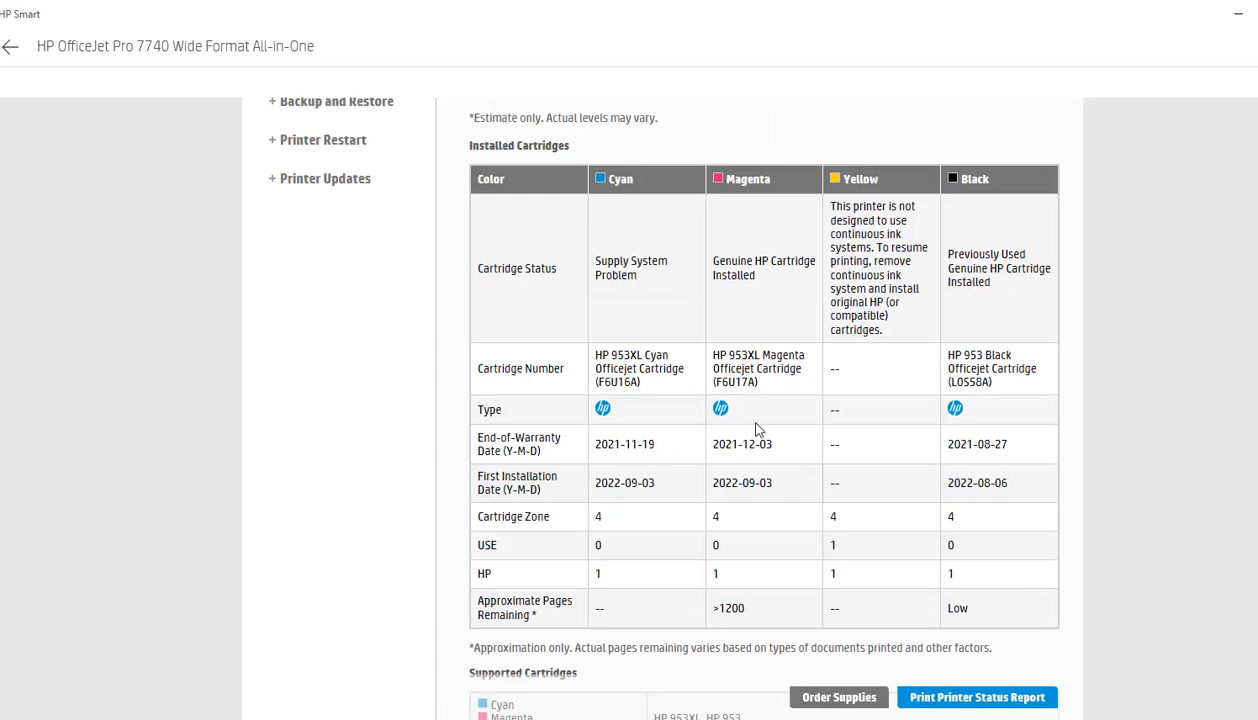 HP Smart
HP OfficeJet Pro 7740 Wide Format All-in-One
+ Backup and Restore
+ Printer Restart
+ Printer Updates
*Estimate only. Actual levels may vary.
Installed Cartridges
Color
Cyan
Magenta
Yellow
Black
Cartridge Status
Supply System
Problem
Genuine HP Cartridge
Installed
This printer is not
designed to use
continuous ink
systems. To resume
printing, remove
continuous ink
system and install
original HP (or
compatible)
cartridges.
Previously Used
Genuine HP Cartridge
Installed
Cartridge Number
HP 953XL Cyan
Officejet Cartridge
(F6U16A)
HP 953XL Magenta
Officejet Cartridge
(F6U17A)
--
HP 953 Black
Officejet Cartridge
(L0S58A)
Type
hp
hp
--
hp
End-of-Warranty
Date (Y-M-D)
2021-11-19
2021-12-03
--
2021-08-27
First Installation
Date (Y-M-D)
2022-09-03
2022-09-03
--
2022-08-06
Cartridge Zone
4
4
4
4
USE
0
0
1
0
HP
1
1
1
1
Approximate Pages
Remaining *
--
>1200
--
Low
*Approximation only. Actual pages remaining varies based on types of documents printed and other factors.
Supported Cartridges
Order Supplies
Print Printer Status Report
Cyan
Magenta
HP 953XL, HP 953